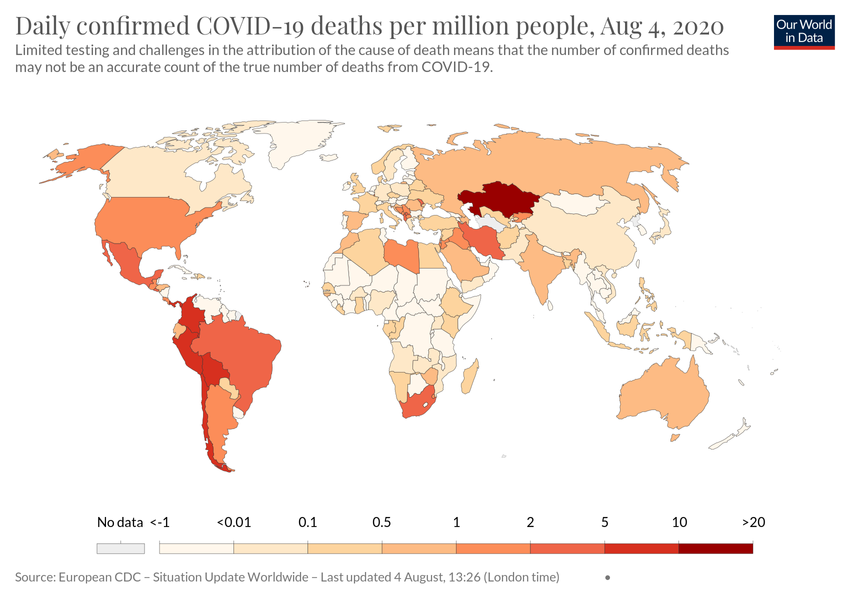 Daily confirmed COVID-19 deaths per million people, Aug 4, 2020
Our World
in Data
Limited testing and challenges in the attribution of the cause of death means that the number of confirmed deaths
may not be an accurate count of the true number of deaths from COVID-19.
No data <-1 <0.01 0.1 0.5 1 2 5 10 >20
Source: European CDC – Situation Update Worldwide – Last updated 4 August, 13:26 (London time) •